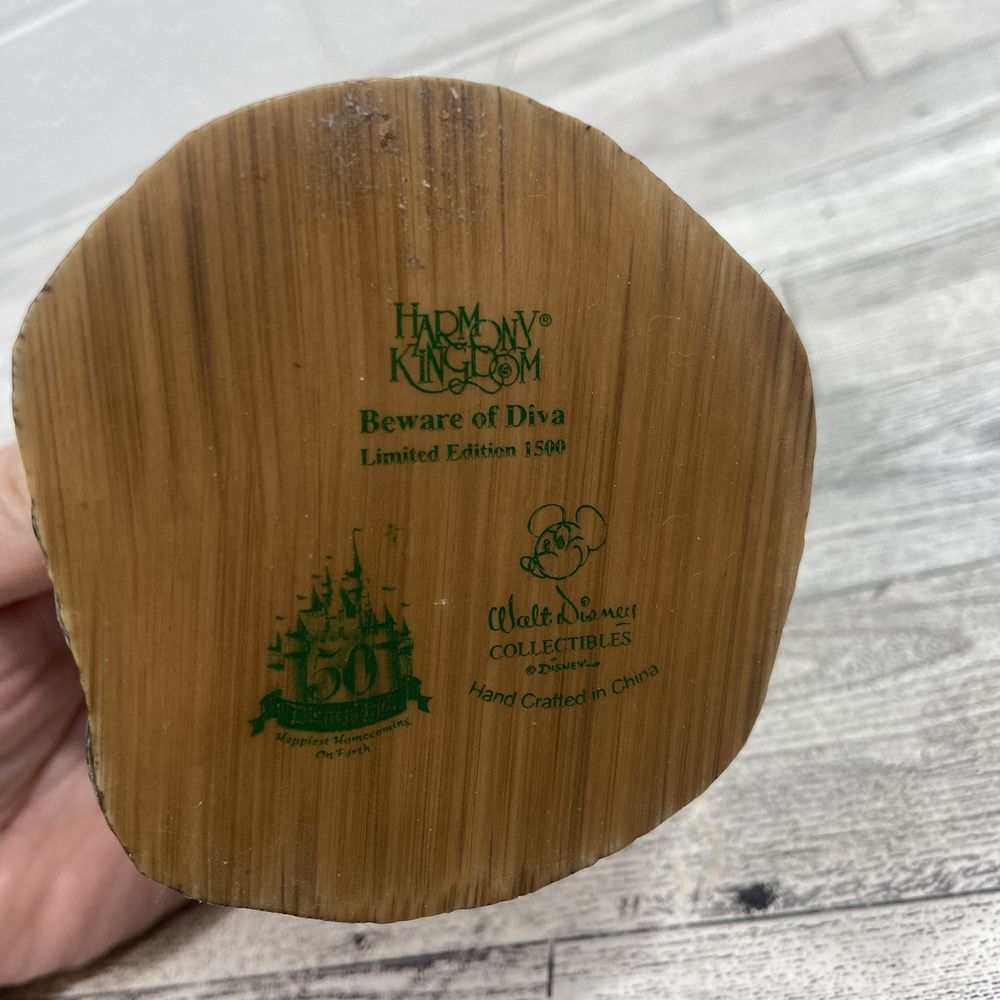 HARMONY®
KINGDOM
Beware of Diva
Limited Edition 1500
50
Disneyland
Happiest Homecoming
On Earth
Walt Disney
COLLECTIBLES
© DISNEY
Hand Crafted in China